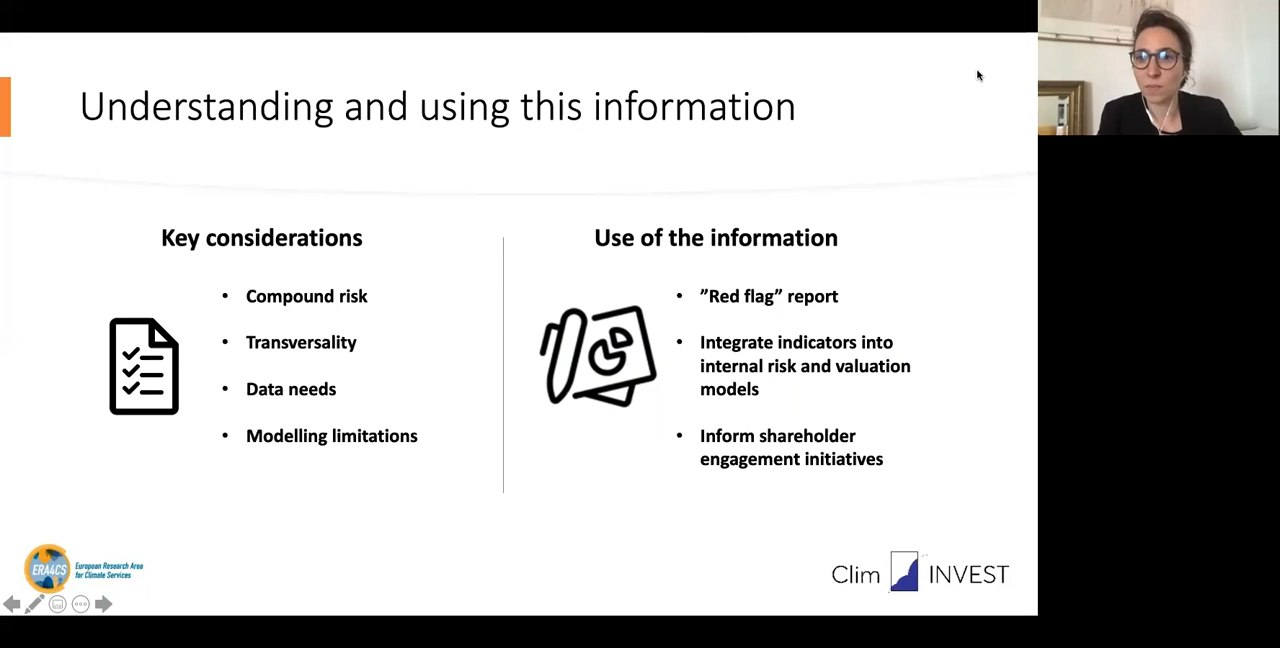 Understanding and using this information
Key considerations
• Compound risk
• Transversality
• Data needs
• Modelling limitations
Use of the information
• ”Red flag” report
• Integrate indicators into
internal risk and valuation
models
• Inform shareholder
engagement initiatives
ERA4CS
European Research Area
for Climate Services
Clim INVEST